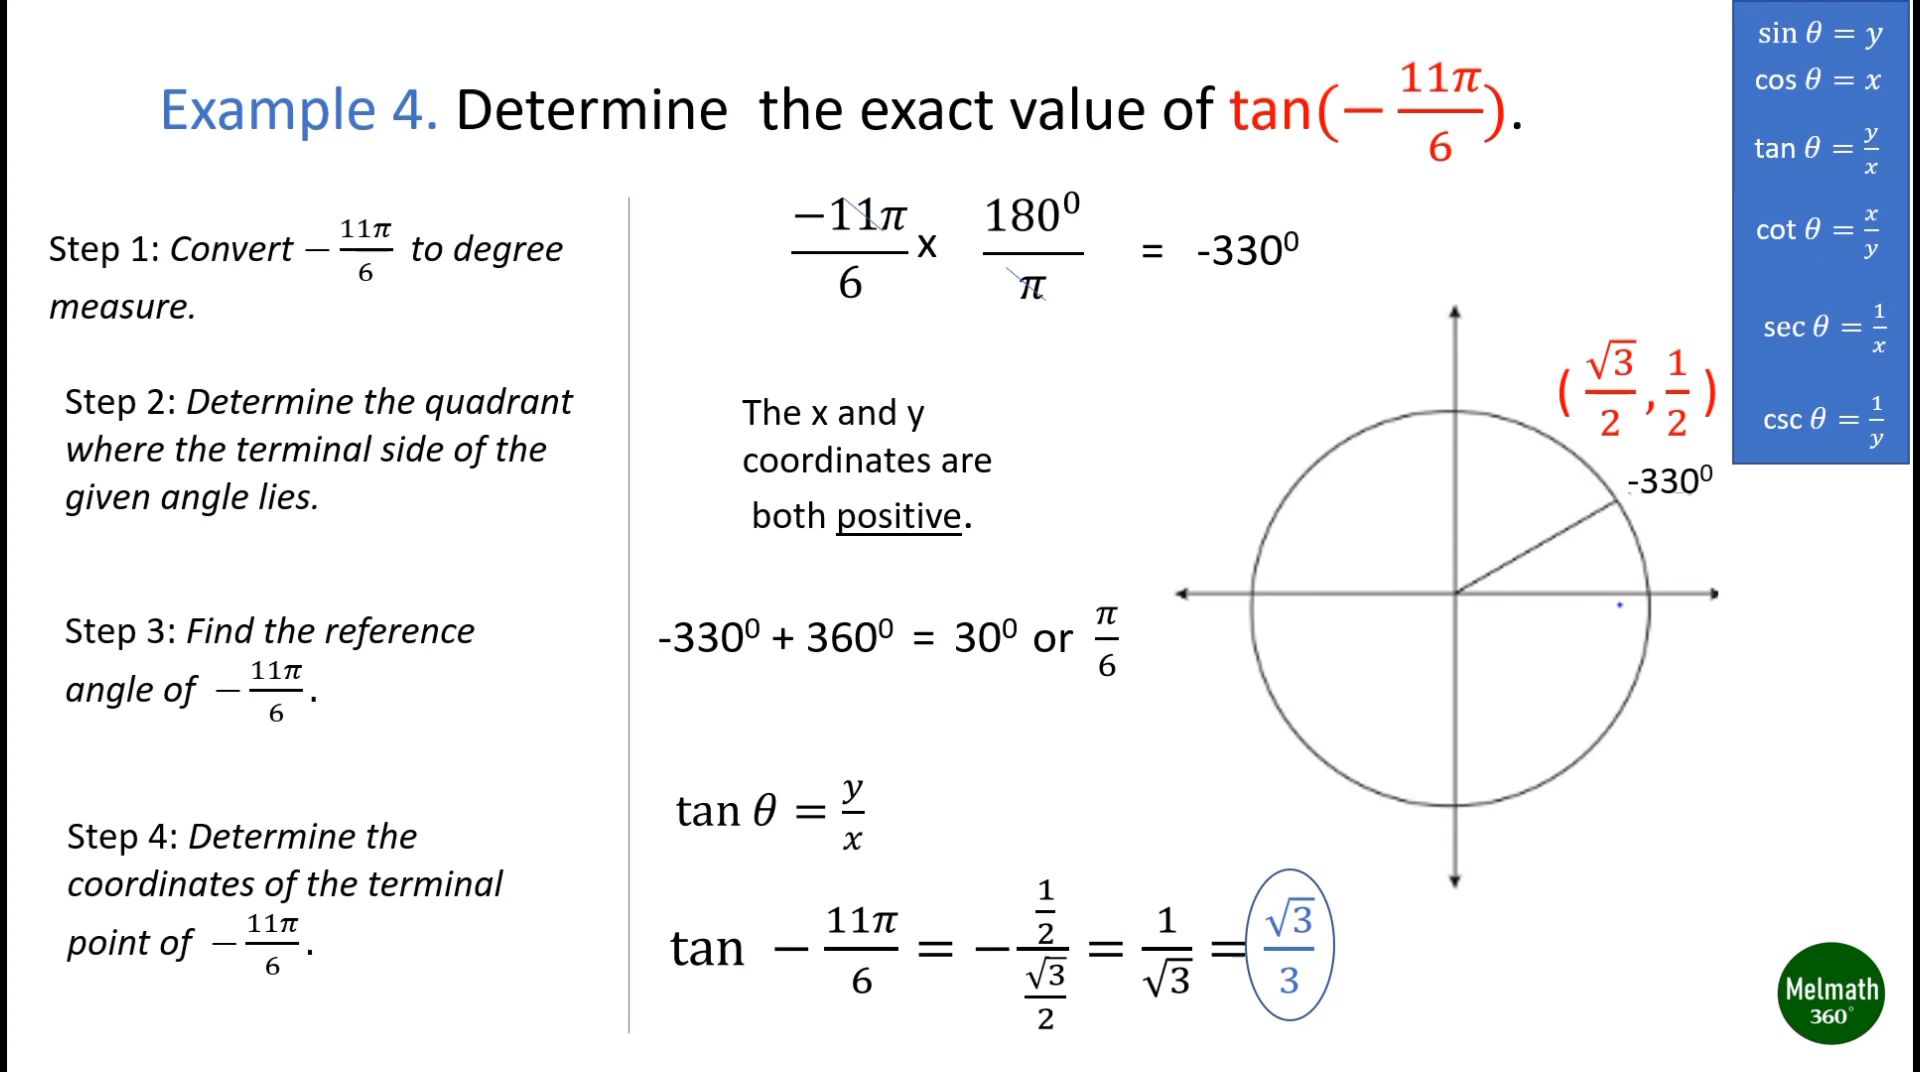 Example 4. Determine the exact value of tan(−11π/6).
Step 1: Convert −11π/6 to degree
measure.
−11π/6 x 180⁰/π = -330⁰
Step 2: Determine the quadrant
where the terminal side of the
given angle lies.
The x and y
coordinates are
both positive.
Step 3: Find the reference
angle of −11π/6.
-330⁰ + 360⁰ = 30⁰ or π/6
Step 4: Determine the
coordinates of the terminal
point of −11π/6.
tan θ = y/x
tan −11π/6 = −(1/2)/(√3/2) = 1/√3 = √3/3
(√3/2, 1/2)
-330⁰
sin θ = y
cos θ = x
tan θ = y/x
cot θ = x/y
sec θ = 1/x
csc θ = 1/y
Melmath
360°